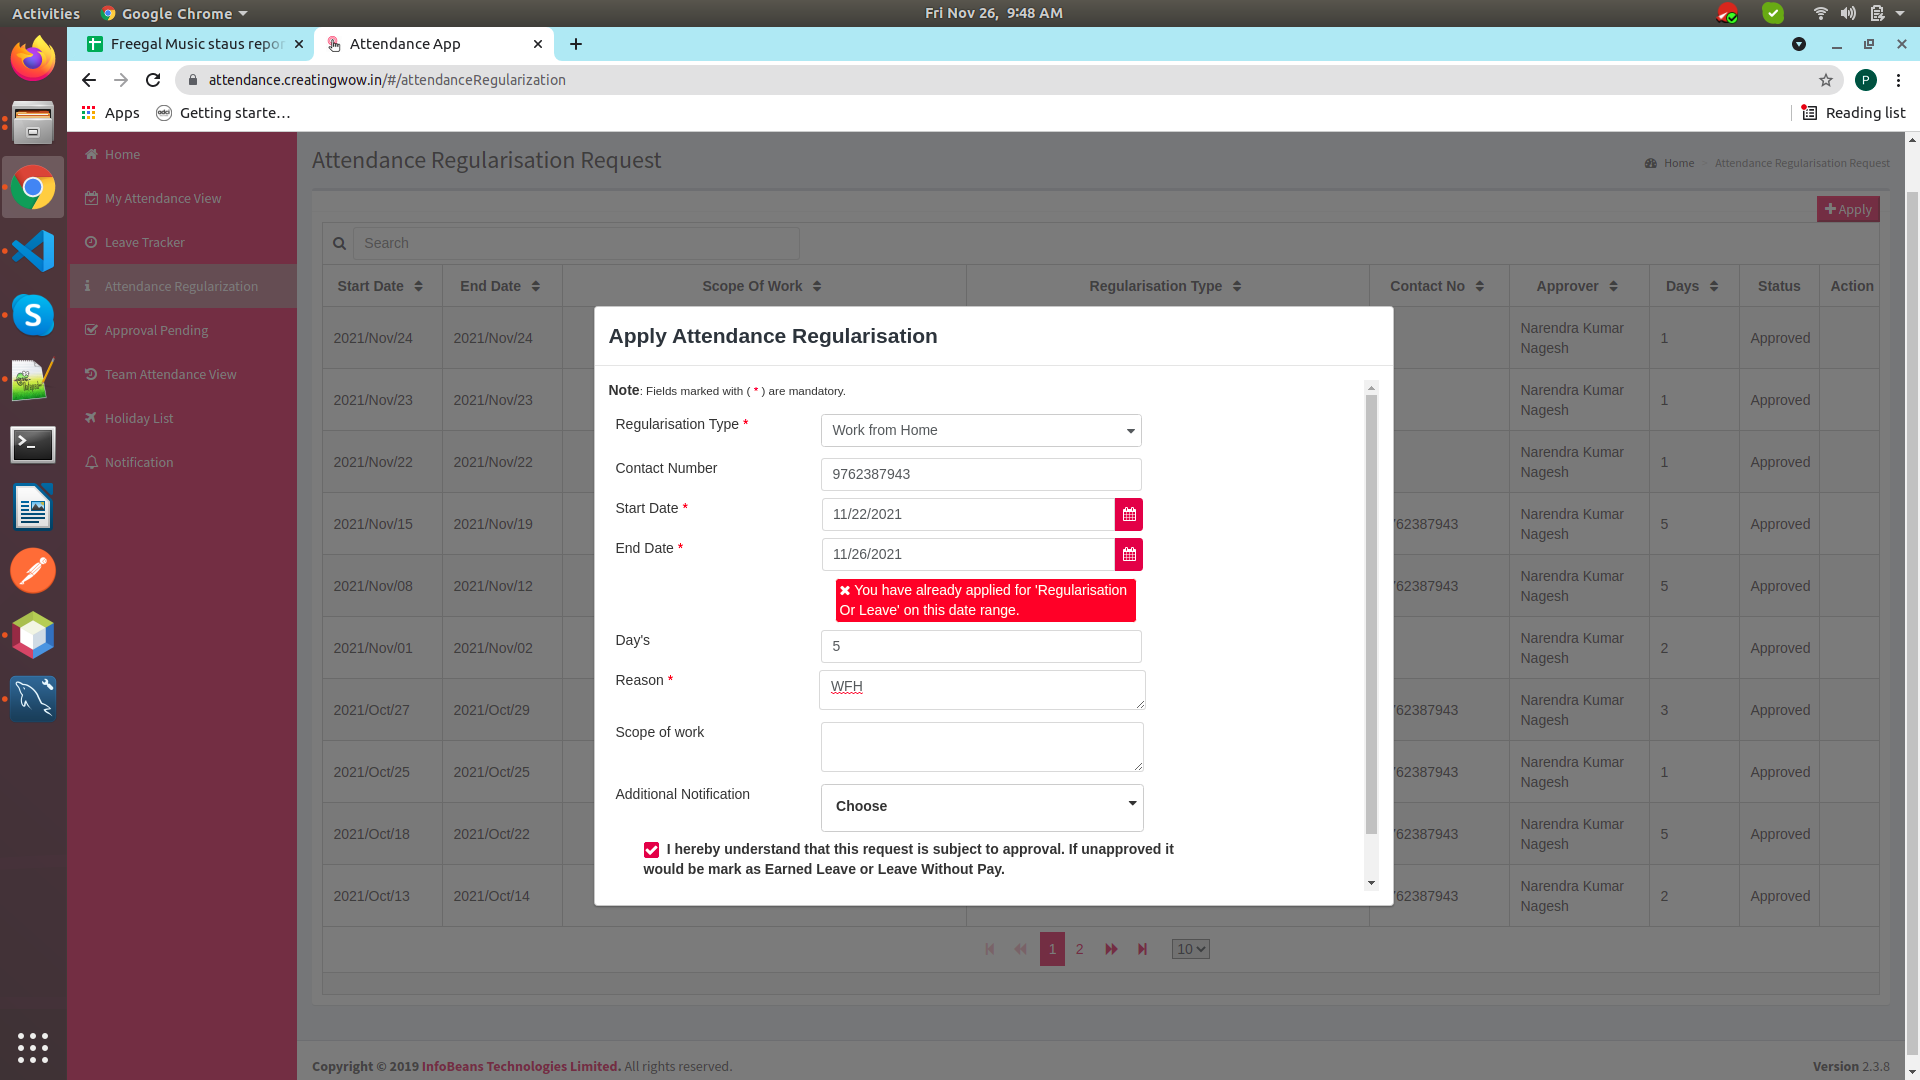 Activities Google Chrome Fri Nov 26, 9:48 AM
Freegal Music staus repor Attendance App
attendance.creatingwow.in/#/attendanceRegularization P
Apps Getting starte… Reading list
Home
My Attendance View
Leave Tracker
Attendance Regularization
Approval Pending
Team Attendance View
Holiday List
Notification
Attendance Regularisation Request
Home Attendance Regularisation Request
Apply
Search
Start Date End Date Scope Of Work Regularisation Type Contact No Approver Days Status Action
2021/Nov/24 2021/Nov/24 Narendra Kumar Nagesh 1 Approved
2021/Nov/23 2021/Nov/23 Narendra Kumar Nagesh 1 Approved
2021/Nov/22 2021/Nov/22 Narendra Kumar Nagesh 1 Approved
2021/Nov/15 2021/Nov/19 762387943 Narendra Kumar Nagesh 5 Approved
2021/Nov/08 2021/Nov/12 762387943 Narendra Kumar Nagesh 5 Approved
2021/Nov/01 2021/Nov/02 Narendra Kumar Nagesh 2 Approved
2021/Oct/27 2021/Oct/29 762387943 Narendra Kumar Nagesh 3 Approved
2021/Oct/25 2021/Oct/25 762387943 Narendra Kumar Nagesh 1 Approved
2021/Oct/18 2021/Oct/22 762387943 Narendra Kumar Nagesh 5 Approved
2021/Oct/13 2021/Oct/14 762387943 Narendra Kumar Nagesh 2 Approved
Apply Attendance Regularisation
Note: Fields marked with ( * ) are mandatory.
Regularisation Type * Work from Home
Contact Number 9762387943
Start Date * 11/22/2021
End Date * 11/26/2021
You have already applied for 'Regularisation
Or Leave' on this date range.
Day's 5
Reason * WFH
Scope of work
Additional Notification Choose
I hereby understand that this request is subject to approval. If unapproved it
would be mark as Earned Leave or Leave Without Pay.
1 2 10
Copyright © 2019 InfoBeans Technologies Limited. All rights reserved. Version 2.3.8